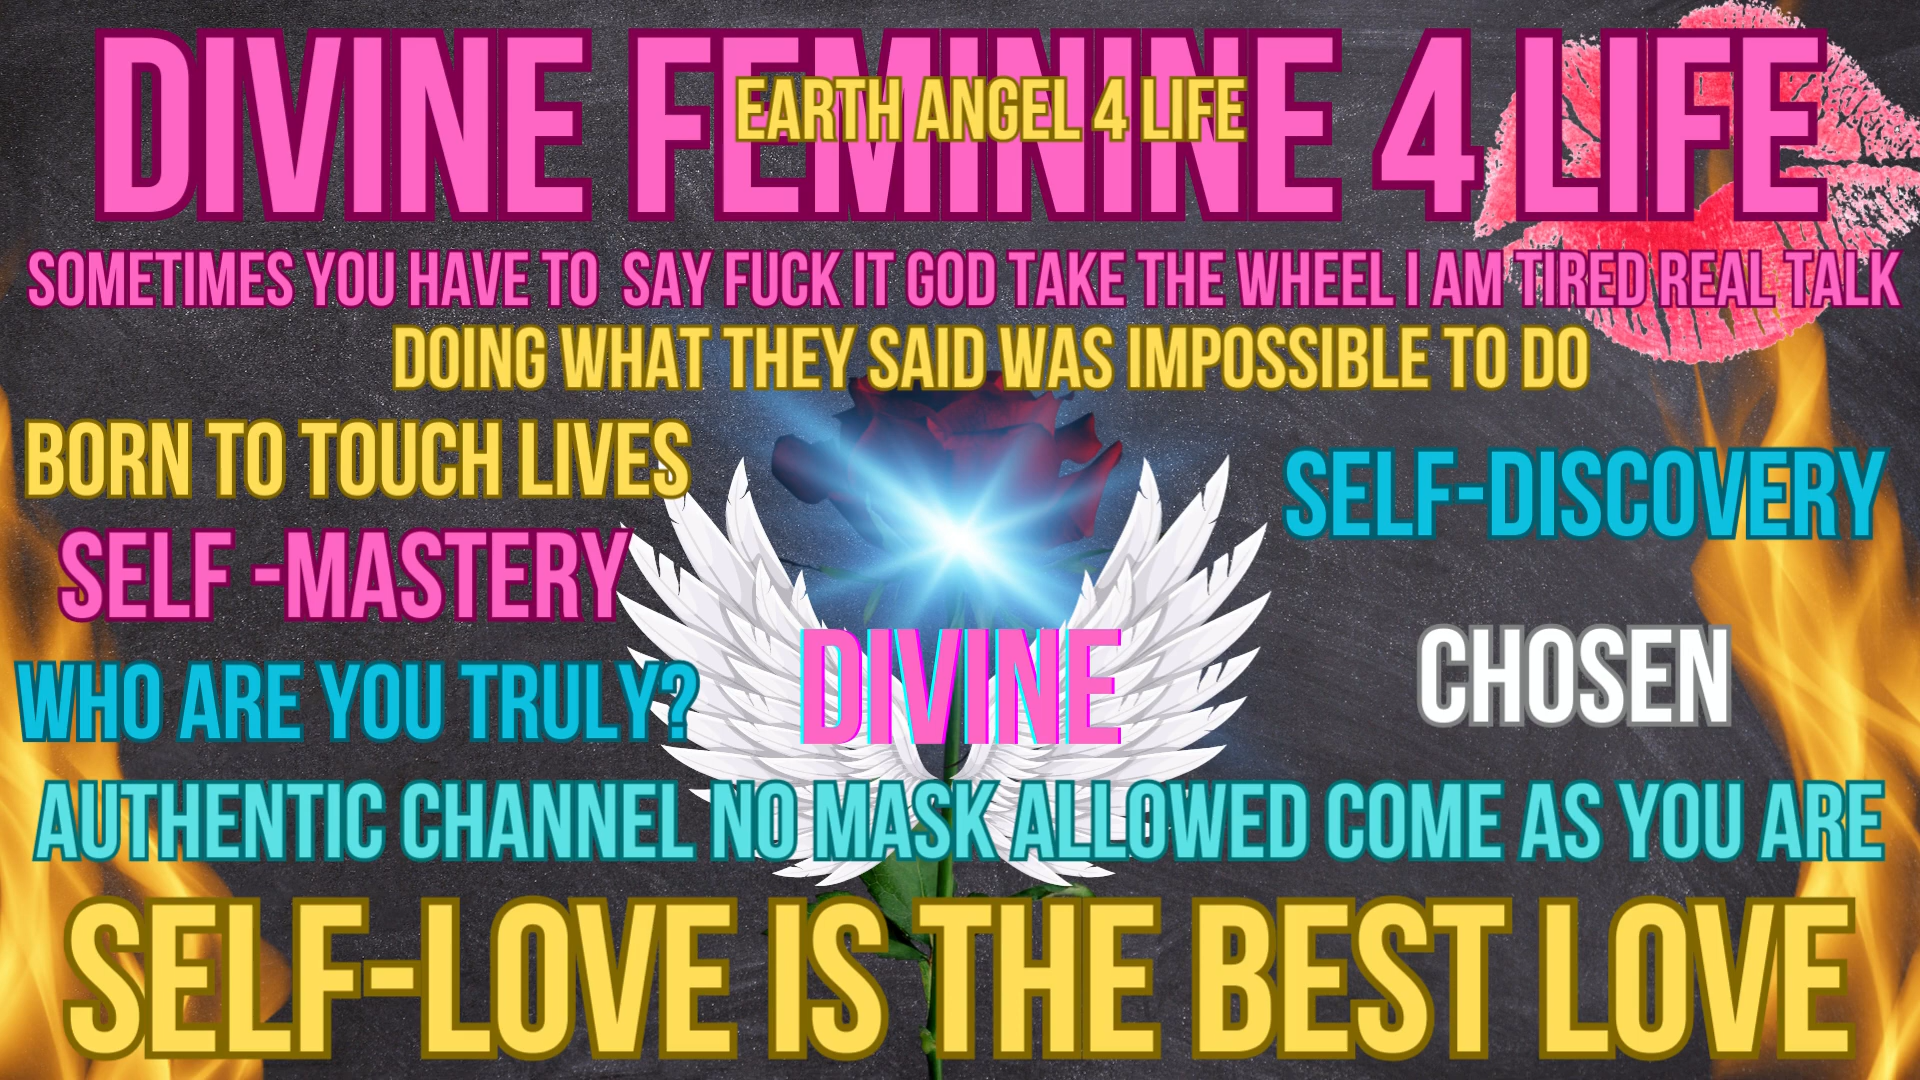 DIVINE FEMININE 4 LIFE
EARTH ANGEL 4 LIFE
SOMETIMES YOU HAVE TO SAY FUCK IT GOD TAKE THE WHEEL I AM TIRED REAL TALK
DOING WHAT THEY SAID WAS IMPOSSIBLE TO DO
BORN TO TOUCH LIVES
SELF-DISCOVERY
SELF -MASTERY
DIVINE
CHOSEN
WHO ARE YOU TRULY?
AUTHENTIC CHANNEL NO MASK ALLOWED COME AS YOU ARE
SELF-LOVE IS THE BEST LOVE